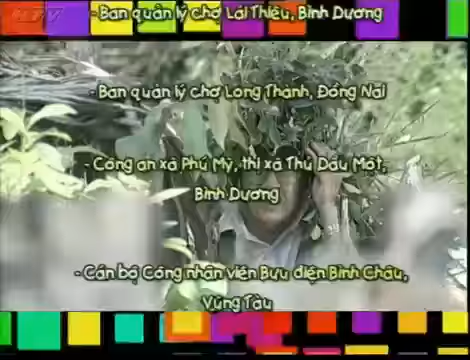 - Ban quản lý chợ Lái Thiêu, Bình Dương
- Ban quản lý chợ Long Thành, Đồng Nai
- Công an xã Phú Mỹ, thị xã Thủ Dầu Một,
Bình Dương
- Cán bộ Công nhân viên Bưu điện Bình Châu,
Vũng Tàu